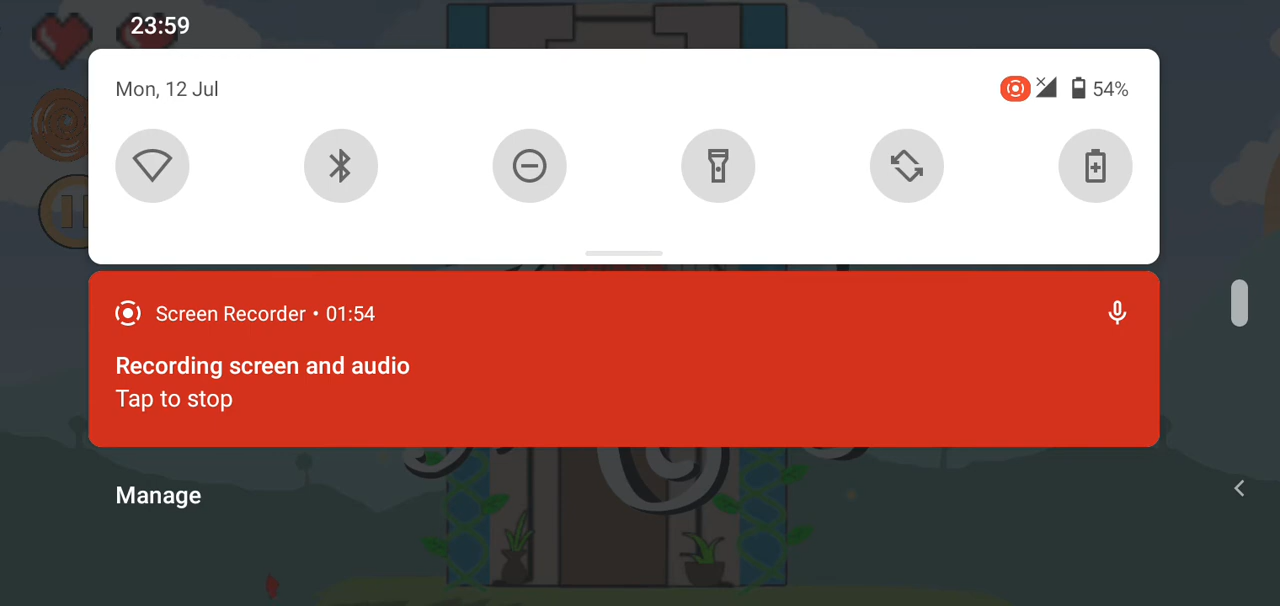 23:59
Mon, 12 Jul
54%
Screen Recorder • 01:54
Recording screen and audio
Tap to stop
Manage